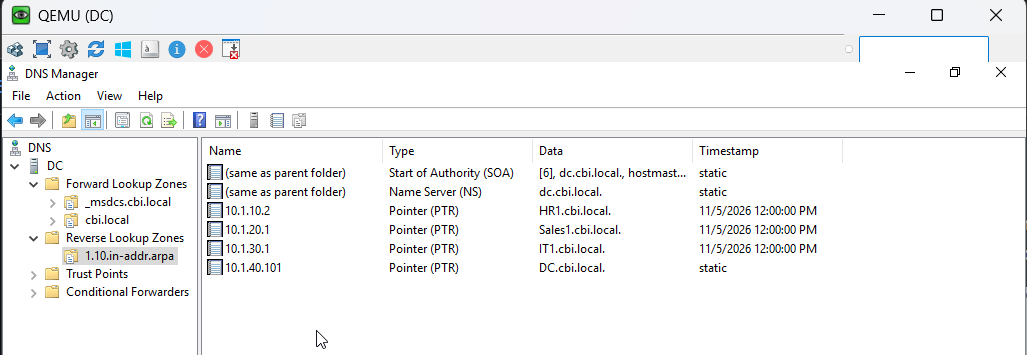 QEMU (DC)
DNS Manager
File Action View Help
DNS
DC
Forward Lookup Zones
_msdcs.cbi.local
cbi.local
Reverse Lookup Zones
1.10.in-addr.arpa
Trust Points
Conditional Forwarders
Name Type Data Timestamp
(same as parent folder) Start of Authority (SOA) [6], dc.cbi.local., hostmast... static
(same as parent folder) Name Server (NS) dc.cbi.local. static
10.1.10.2 Pointer (PTR) HR1.cbi.local. 11/5/2026 12:00:00 PM
10.1.20.1 Pointer (PTR) Sales1.cbi.local. 11/5/2026 12:00:00 PM
10.1.30.1 Pointer (PTR) IT1.cbi.local. 11/5/2026 12:00:00 PM
10.1.40.101 Pointer (PTR) DC.cbi.local. static